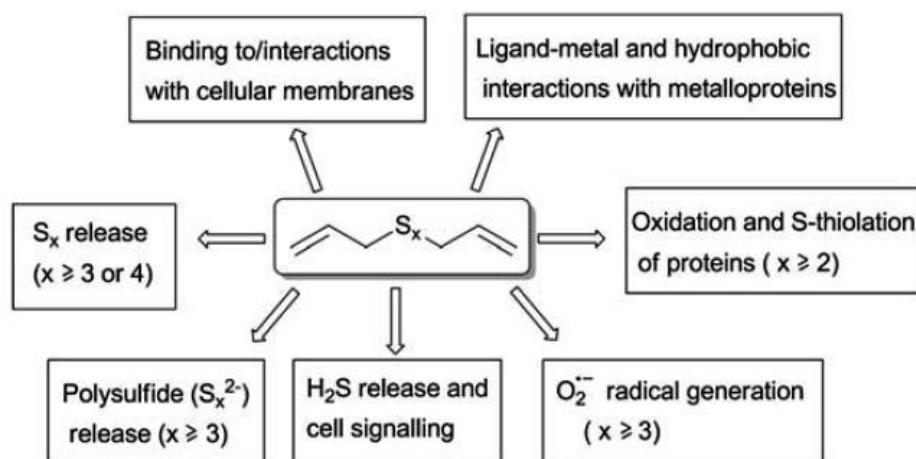 Binding to/interactions
with cellular membranes
Ligand-metal and hydrophobic
interactions with metalloproteins
Sₓ release
(x ⩾ 3 or 4)
Sₓ
Oxidation and S-thiolation
of proteins ( x ⩾ 2)
Polysulfide (Sₓ²⁻)
release (x ⩾ 3)
H₂S release and
cell signalling
O₂•⁻ radical generation
( x ⩾ 3)